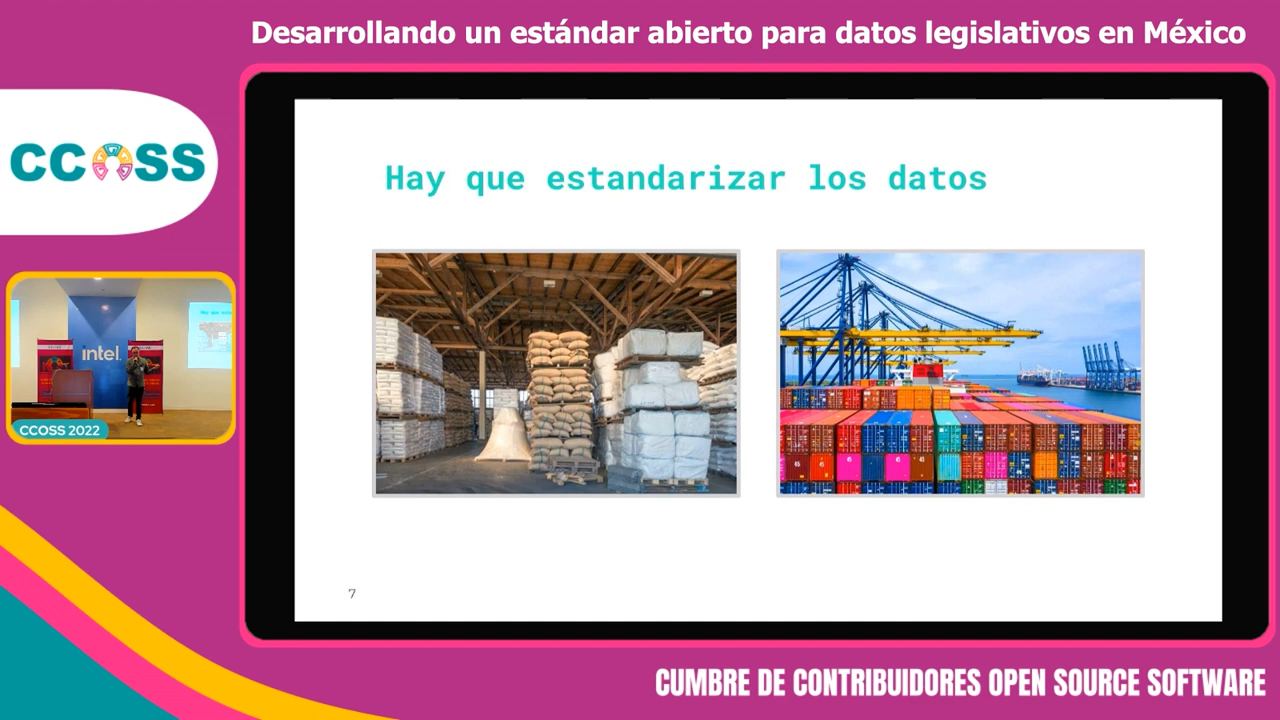 Desarrollando un estándar abierto para datos legislativos en México
CCOSS
Hay que estandarizar los datos
intel.
CCOSS 2022
7
CUMBRE DE CONTRIBUIDORES OPEN SOURCE SOFTWARE